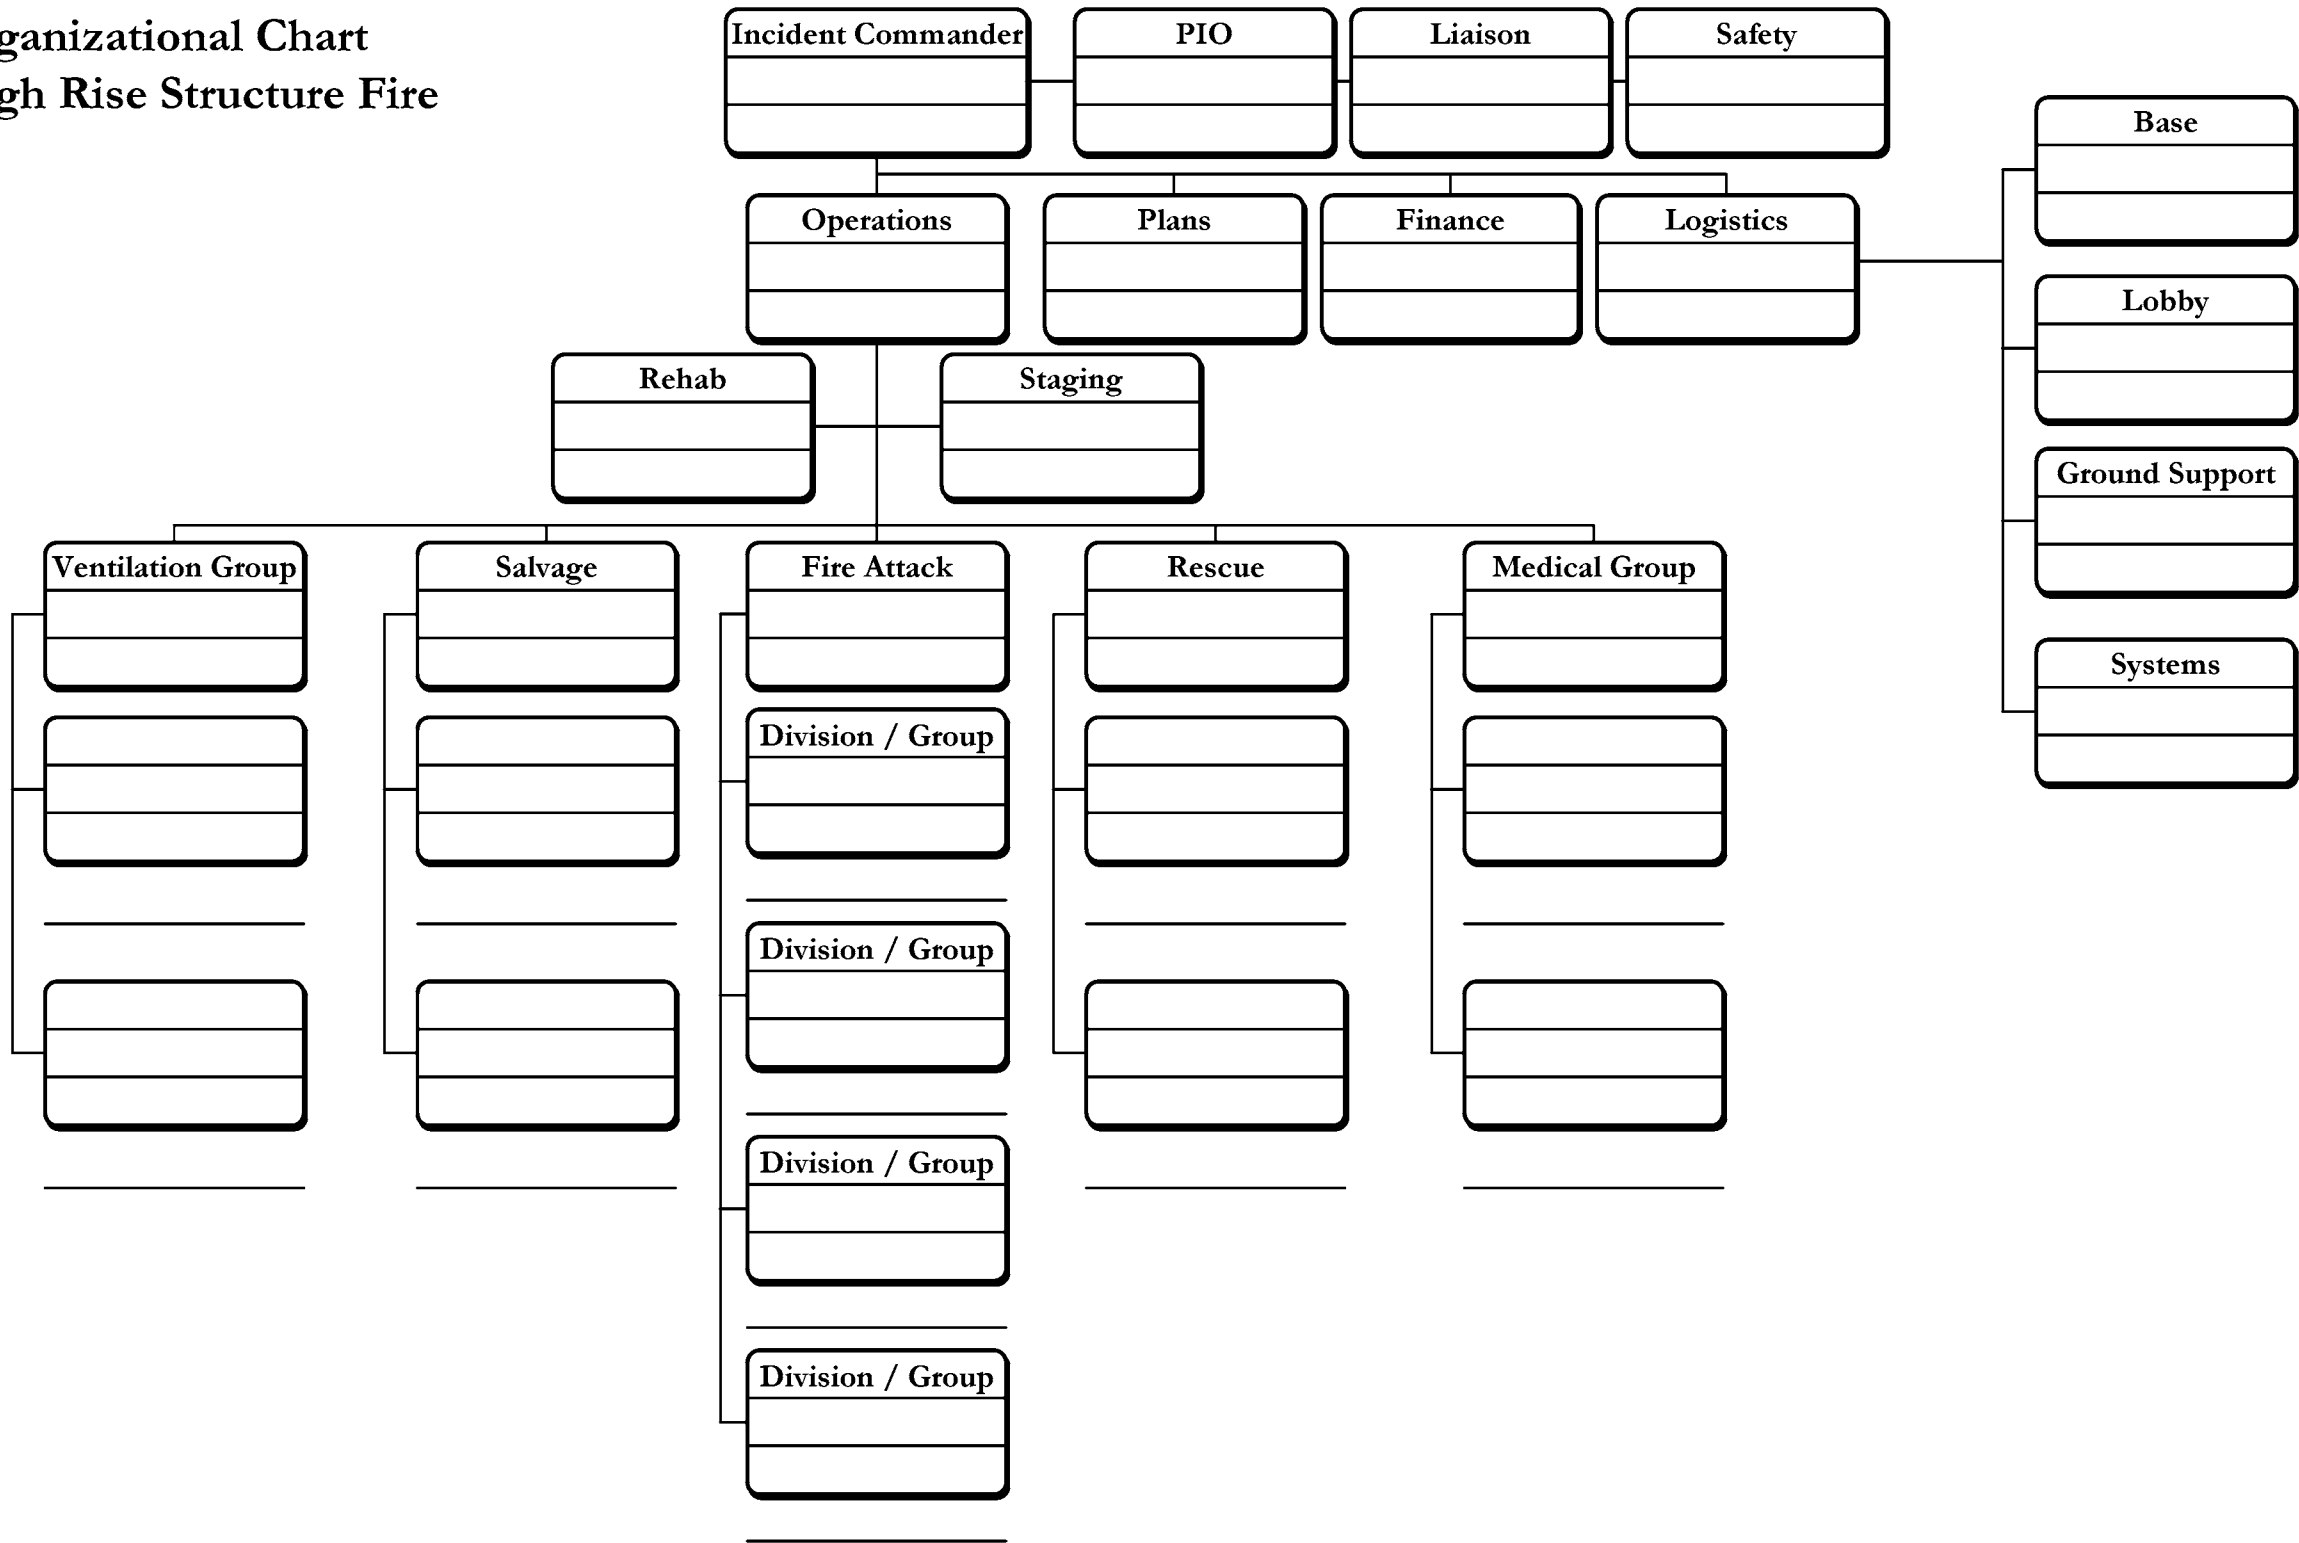 ganizational Chart
gh Rise Structure Fire
Incident Commander
PIO
Liaison
Safety
Base
Operations
Plans
Finance
Logistics
Lobby
Rehab
Staging
Ground Support
Ventilation Group
Salvage
Fire Attack
Rescue
Medical Group
Systems
Division / Group
Division / Group
Division / Group
Division / Group